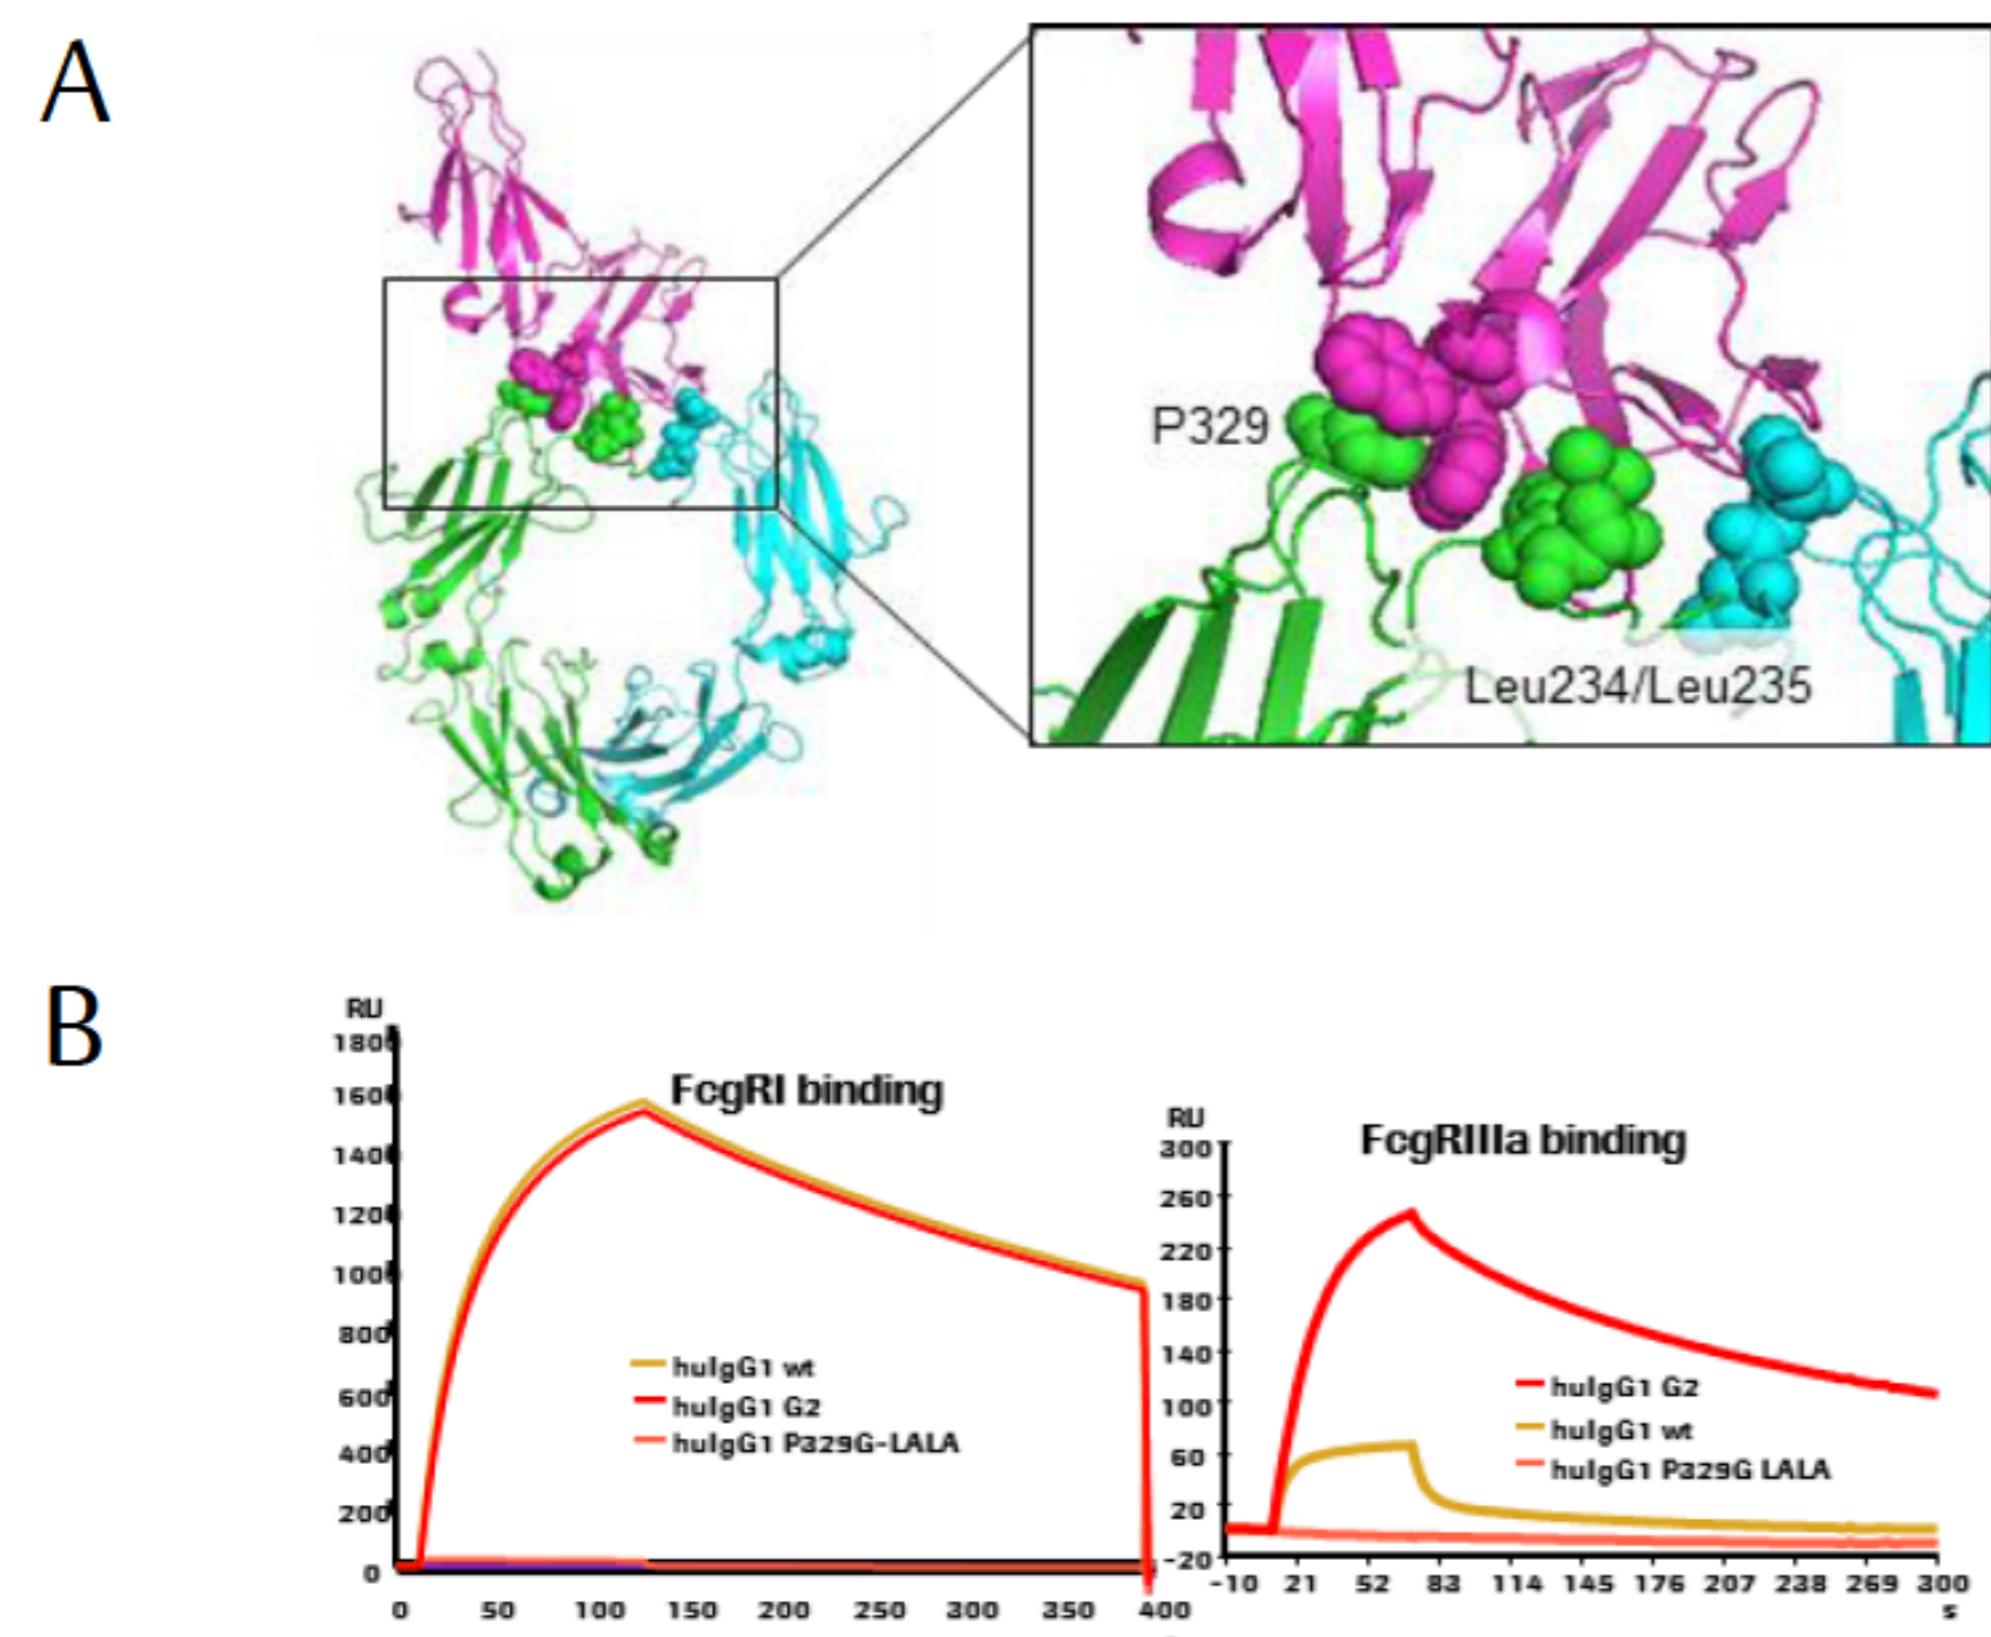 A
P329
Leu234/Leu235
B
RU
1800
1600
1400
1200
1000
800
600
400
200
0
FcgRI binding
huIgG1 wt
huIgG1 G2
huIgG1 P329G-LALA
0 50 100 150 200 250 300 350 400
RU
300
260
220
180
140
100
60
20
-20
FcgRIIIa binding
huIgG1 G2
huIgG1 wt
huIgG1 P329G LALA
-10 21 52 83 114 145 176 207 238 269 300
s